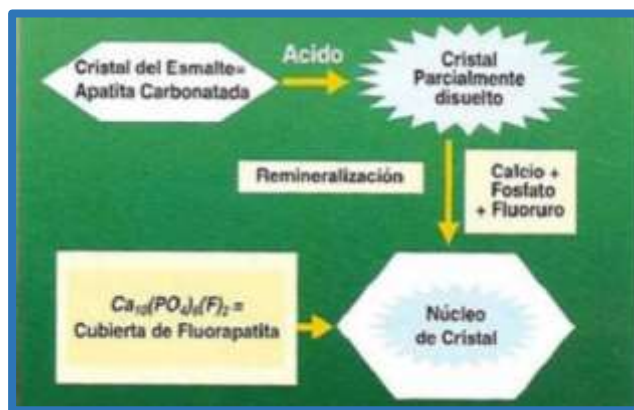 Cristal del Esmalte=
Apatita Carbonatada
Acido
Cristal
Parcialmente
disuelto
Remineralización
Calcio +
Fosfato
+ Fluoruro
Ca₁₀(PO₄)₆(F)₂ =
Cubierta de Fluorapatita
Núcleo
de Cristal